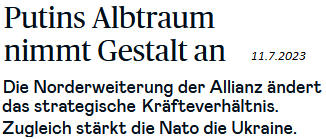 Putins Albtraum
nimmt Gestalt an 11.7.2023
Die Norderweiterung der Allianz ändert
das strategische Kräfteverhältnis.
Zugleich stärkt die Nato die Ukraine.